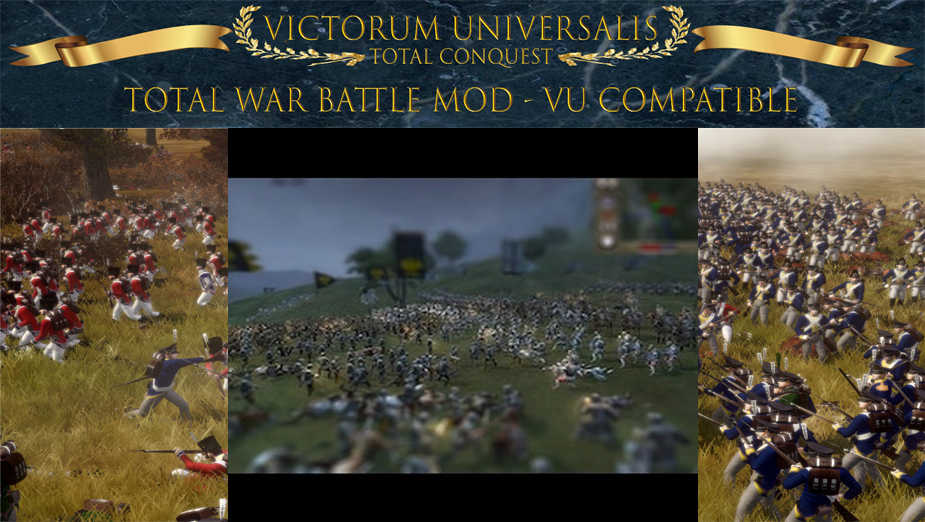 VICTORUM UNIVERSALIS
TOTAL CONQUEST
TOTAL WAR BATTLE MOD - VU COMPATIBLE